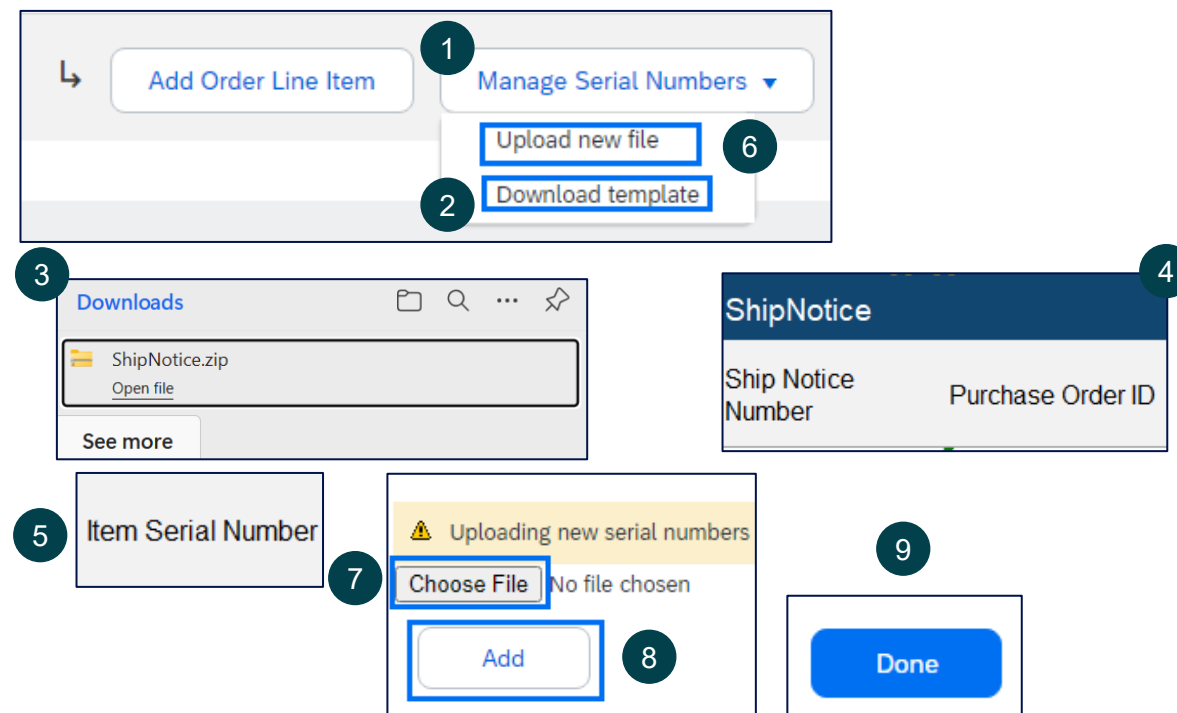 1
Add Order Line Item
Manage Serial Numbers
Upload new file
6
2
Download template
3
Downloads
ShipNotice.zip
Open file
See more
4
ShipNotice
Ship Notice
Number
Purchase Order ID
5
Item Serial Number
7
Uploading new serial numbers
Choose File No file chosen
Add
8
9
Done